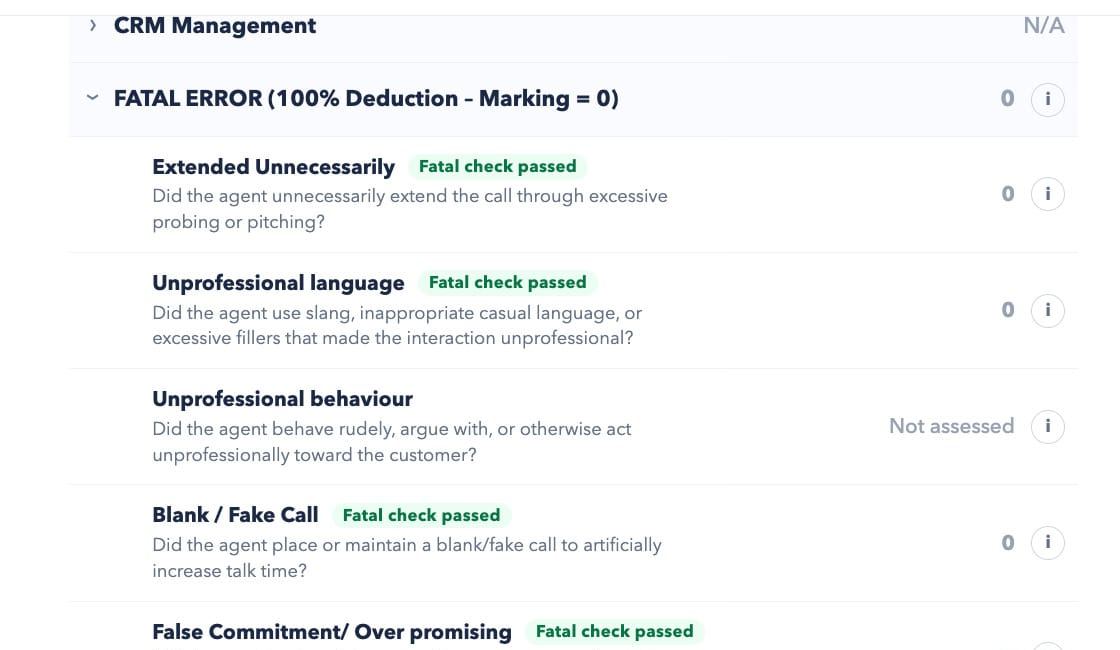 CRM Management N/A
FATAL ERROR (100% Deduction – Marking = 0) 0 i
Extended Unnecessarily Fatal check passed
Did the agent unnecessarily extend the call through excessive
probing or pitching?
0 i
Unprofessional language Fatal check passed
Did the agent use slang, inappropriate casual language, or
excessive fillers that made the interaction unprofessional?
0 i
Unprofessional behaviour
Did the agent behave rudely, argue with, or otherwise act
unprofessionally toward the customer?
Not assessed i
Blank / Fake Call Fatal check passed
Did the agent place or maintain a blank/fake call to artificially
increase talk time?
0 i
False Commitment/ Over promising Fatal check passed